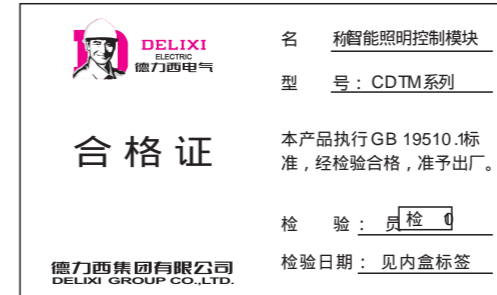 DELIXI
ELECTRIC
德力西电气
合格证
德力西集团有限公司
DELIXI GROUP CO.,LTD.
名 称智能照明控制模块
型 号：CDTM系列
本产品执行GB 19510.1标
准，经检验合格，准予出厂。
检 验：员 检
检验日期：见内盒标签